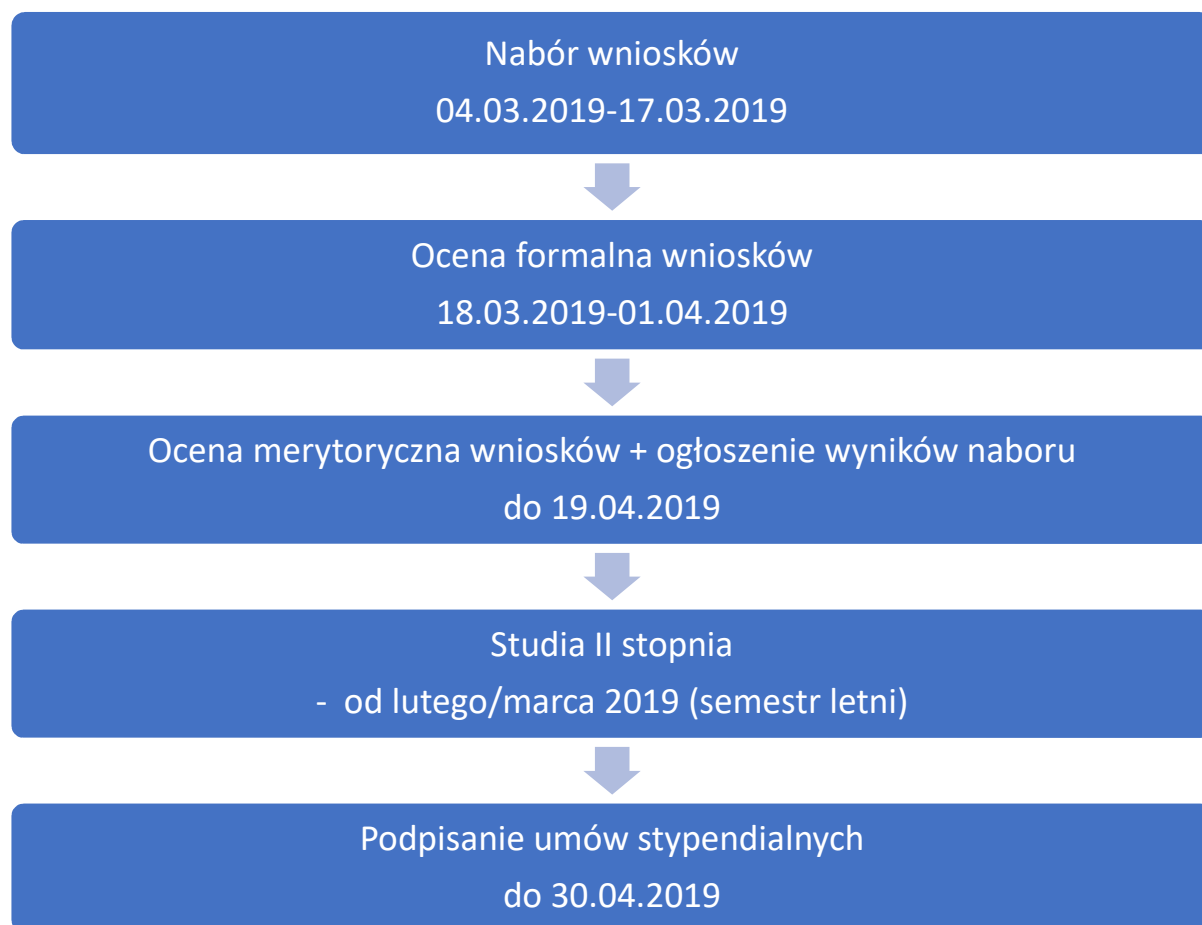 Nabór wniosków
04.03.2019-17.03.2019
Ocena formalna wniosków
18.03.2019-01.04.2019
Ocena merytoryczna wniosków + ogłoszenie wyników naboru
do 19.04.2019
Studia II stopnia
- od lutego/marca 2019 (semestr letni)
Podpisanie umów stypendialnych
do 30.04.2019